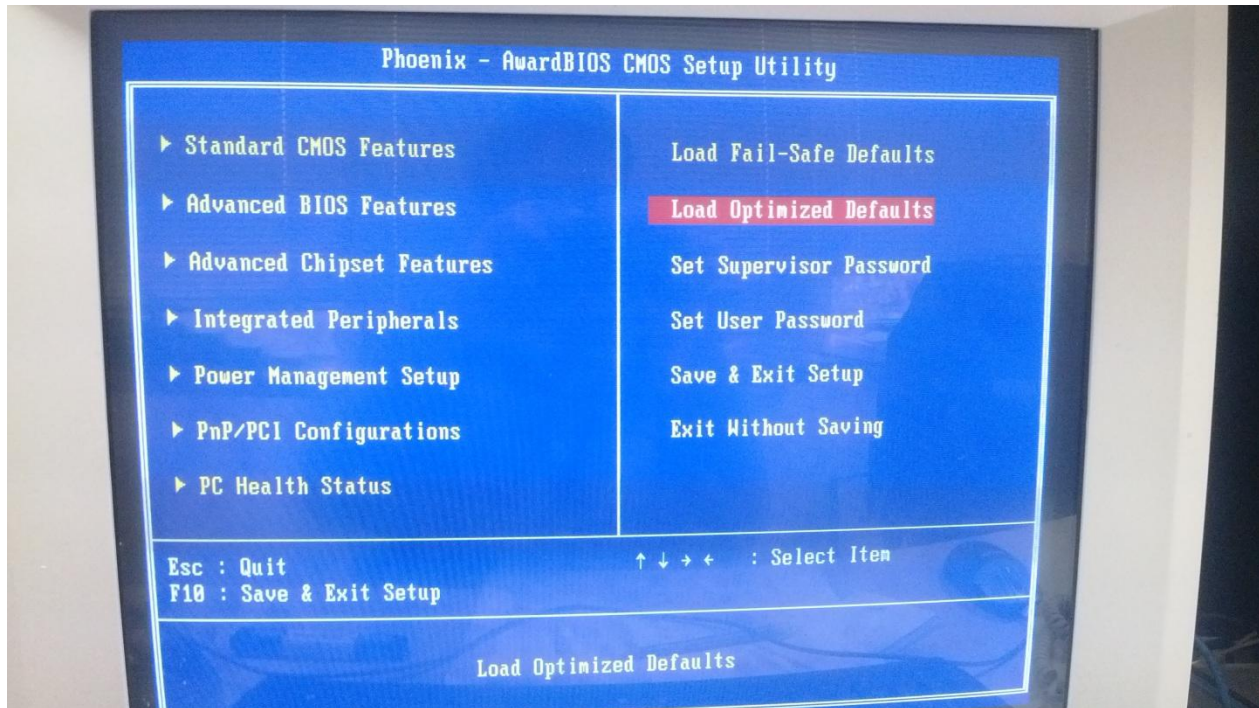 Phoenix - AwardBIOS CMOS Setup Utility
Standard CMOS Features
Advanced BIOS Features
Advanced Chipset Features
Integrated Peripherals
Power Management Setup
PnP/PCI Configurations
PC Health Status
Load Fail-Safe Defaults
Load Optimized Defaults
Set Supervisor Password
Set User Password
Save & Exit Setup
Exit Without Saving
Esc : Quit
F10 : Save & Exit Setup
↑ ↓ → ← : Select Item
Load Optimized Defaults